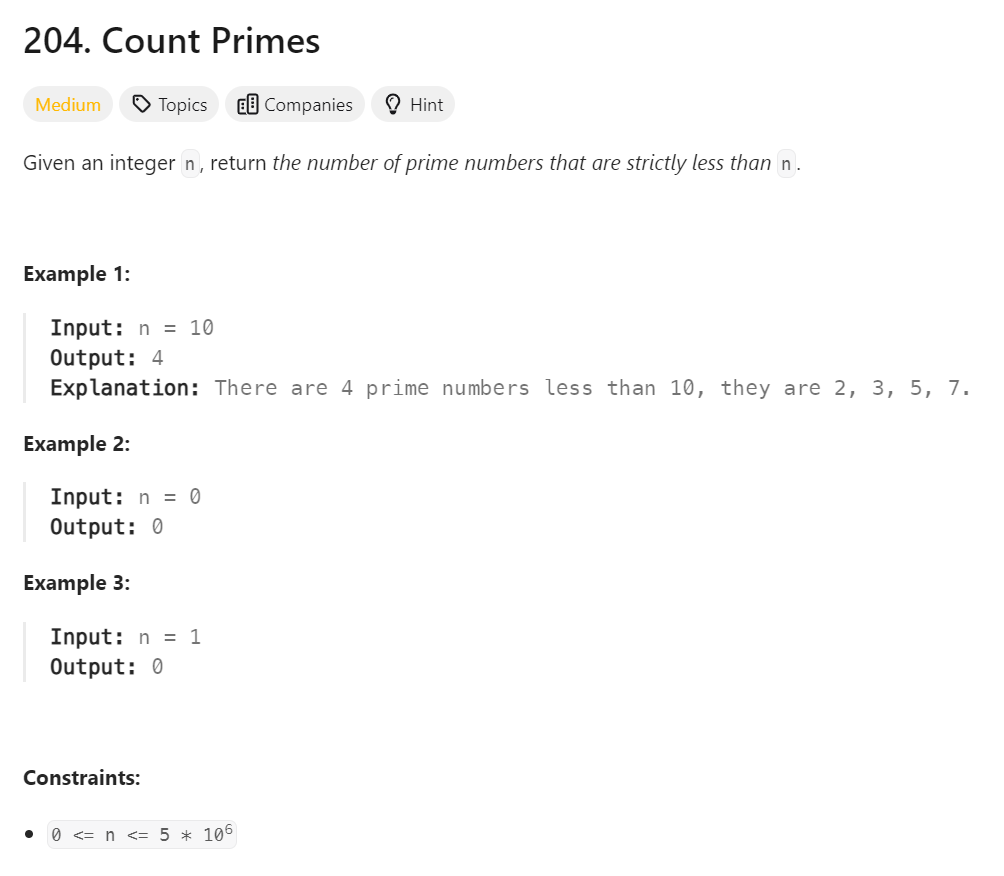 204. Count Primes
Medium Topics Companies Hint
Given an integer n, return the number of prime numbers that are strictly less than n.
Example 1:
Input: n = 10
Output: 4
Explanation: There are 4 prime numbers less than 10, they are 2, 3, 5, 7.
Example 2:
Input: n = 0
Output: 0
Example 3:
Input: n = 1
Output: 0
Constraints:
• 0 <= n <= 5 * 10⁶